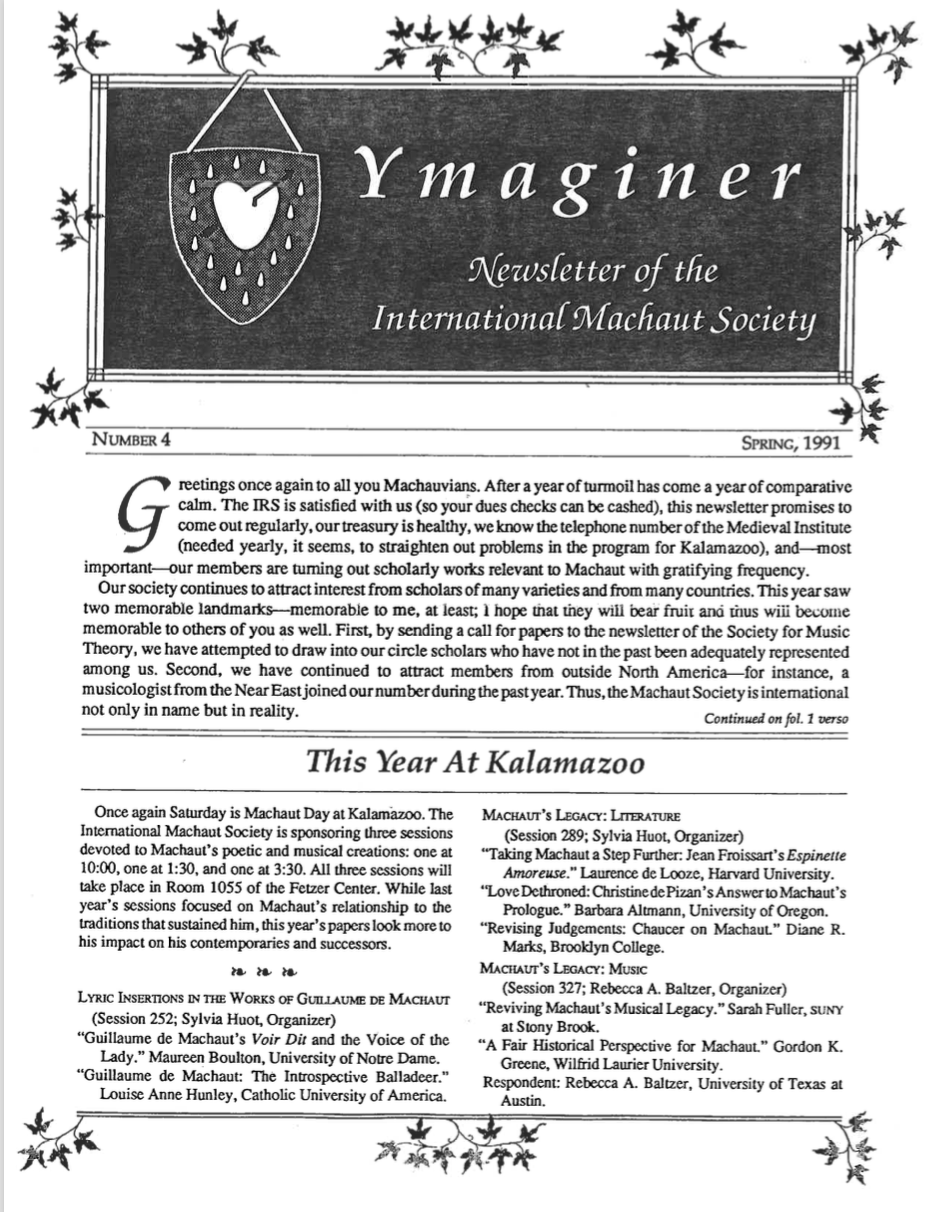 Ymaginer
Newsletter of the
International Machaut Society
NUMBER 4
SPRING, 1991
Greetings once again to all you Machauvians. After a year of turmoil has come a year of comparative
calm. The IRS is satisfied with us (so your dues checks can be cashed), this newsletter promises to
come out regularly, our treasury is healthy, we know the telephone number of the Medieval Institute
(needed yearly, it seems, to straighten out problems in the program for Kalamazoo), and—most
important—our members are turning out scholarly works relevant to Machaut with gratifying frequency.
Our society continues to attract interest from scholars of many varieties and from many countries. This year saw
two memorable landmarks—memorable to me, at least; I hope that they will bear fruit and thus will become
memorable to others of you as well. First, by sending a call for papers to the newsletter of the Society for Music
Theory, we have attempted to draw into our circle scholars who have not in the past been adequately represented
among us. Second, we have continued to attract members from outside North America—for instance, a
musicologist from the Near East joined our number during the past year. Thus, the Machaut Society is international
not only in name but in reality.
Continued on fol. 1 verso
This Year At Kalamazoo
Once again Saturday is Machaut Day at Kalamazoo. The
International Machaut Society is sponsoring three sessions
devoted to Machaut's poetic and musical creations: one at
10:00, one at 1:30, and one at 3:30. All three sessions will
take place in Room 1055 of the Fetzer Center. While last
year's sessions focused on Machaut's relationship to the
traditions that sustained him, this year's papers look more to
his impact on his contemporaries and successors.
LYRIC INSERTIONS IN THE WORKS OF GUILLAUME DE MACHAUT
(Session 252; Sylvia Huot, Organizer)
"Guillaume de Machaut's Voir Dit and the Voice of the
Lady." Maureen Boulton, University of Notre Dame.
"Guillaume de Machaut: The Introspective Balladeer."
Louise Anne Hunley, Catholic University of America.
MACHAUT'S LEGACY: LITERATURE
(Session 289; Sylvia Huot, Organizer)
"Taking Machaut a Step Further: Jean Froissart's Espinette
Amoreuse." Laurence de Looze, Harvard University.
"Love Dethroned: Christine de Pizan's Answer to Machaut's
Prologue." Barbara Altmann, University of Oregon.
"Revising Judgements: Chaucer on Machaut." Diane R.
Marks, Brooklyn College.
MACHAUT'S LEGACY: MUSIC
(Session 327; Rebecca A. Baltzer, Organizer)
"Reviving Machaut's Musical Legacy." Sarah Fuller, SUNY
at Stony Brook.
"A Fair Historical Perspective for Machaut." Gordon K.
Greene, Wilfrid Laurier University.
Respondent: Rebecca A. Baltzer, University of Texas at
Austin.